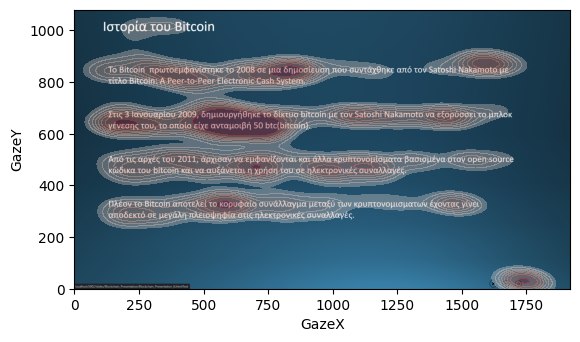 Ιστορία του Bitcoin
Το Bitcoin πρωτοεμφανίστηκε το 2008 σε μια δημοσίευση που συντάχθηκε από τον Satoshi Nakamoto με
τίτλο Bitcoin: A Peer-to-Peer Electronic Cash System.
Στις 3 Ιανουαρίου 2009, δημιουργήθηκε το δίκτυο bitcoin με τον Satoshi Nakamoto να εξορύσσει το μπλοκ
γένεσης του, το οποίο είχε ανταμοιβή 50 btc(bitcoin).
Από τις αρχές του 2011, άρχισαν να εμφανίζονται και άλλα κρυπτονομίσματα βασισμένα στον open source
κώδικα του bitcoin και να αυξάνεται η χρήση του σε ηλεκτρονικές συναλλαγές.
Πλέον το Bitcoin αποτελεί το κορυφαίο συνάλλαγμα μεταξύ των κρυπτονομισματων έχοντας γίνει
αποδεκτό σε μεγάλη πλειοψηφία στις ηλεκτρονικές συναλλαγές.
GazeY
1000
800
600
400
200
0
0 250 500 750 1000 1250 1500 1750
GazeX